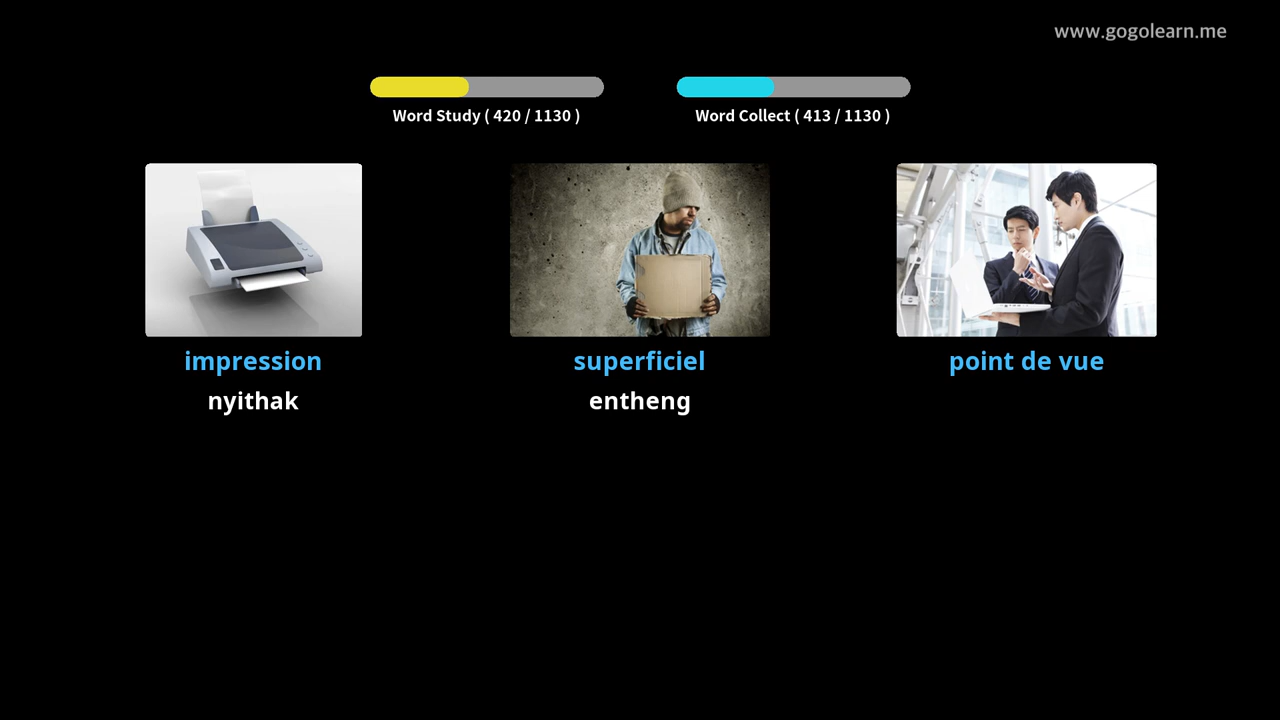 www.gogolearn.me
Word Study ( 420 / 1130 )
Word Collect ( 413 / 1130 )
impression
nyithak
superficiel
entheng
point de vue